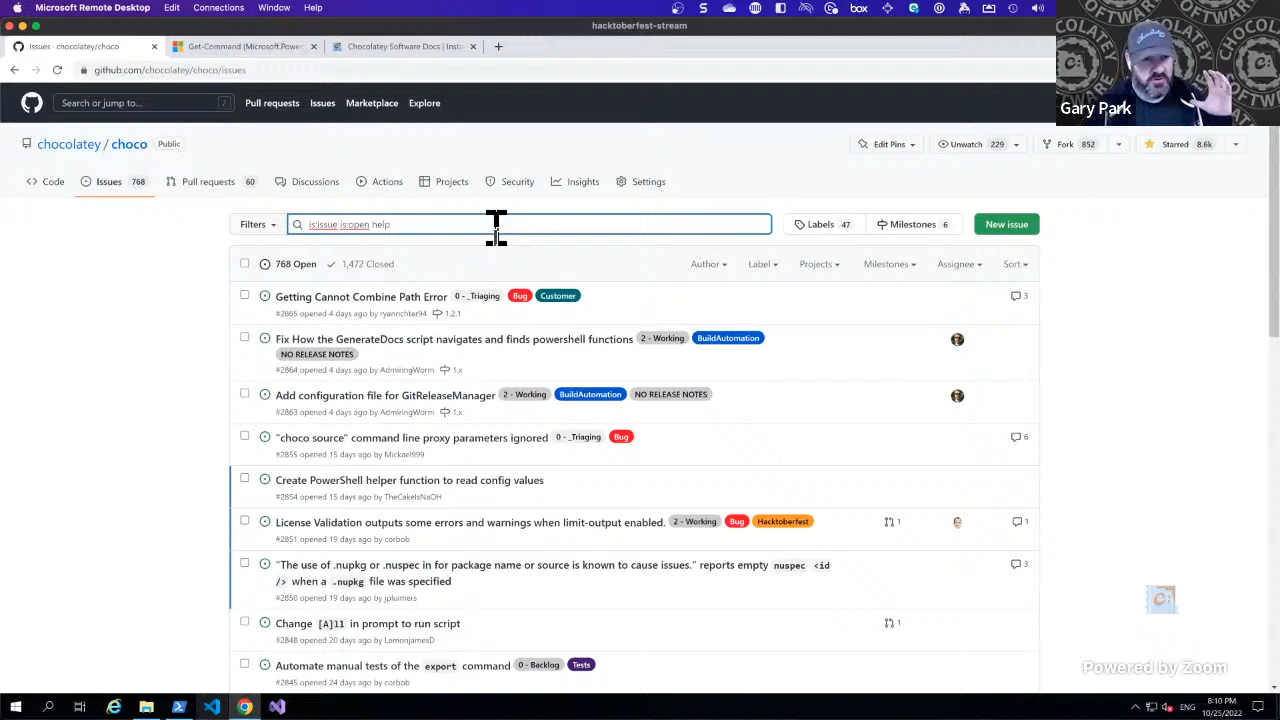 Microsoft Remote Desktop Edit Connections Window Help box
hacktoberfest-stream
Issues · chocolatey/choco Get-Command (Microsoft.Power Chocolatey Software Docs | Insta
github.com/chocolatey/choco/issues
Search or jump to... / Pull requests Issues Marketplace Explore
Gary Park
chocolatey / choco Public Edit Pins Unwatch 229 Fork 852 Starred 8.6k
Code Issues 768 Pull requests 60 Discussions Actions Projects Security Insights Settings
Filters is:issue is:open help Labels 47 Milestones 6 New issue
768 Open 1,472 Closed Author Label Projects Milestones Assignee Sort
Getting Cannot Combine Path Error 0 - _Triaging Bug Customer 3
#2865 opened 4 days ago by ryanrichter94 1.2.1
Fix How the GenerateDocs script navigates and finds powershell functions 2 - Working BuildAutomation
NO RELEASE NOTES
#2864 opened 4 days ago by AdmiringWorm 1.x
Add configuration file for GitReleaseManager 2 - Working BuildAutomation NO RELEASE NOTES
#2863 opened 4 days ago by AdmiringWorm 1.x
"choco source" command line proxy parameters ignored 0 - _Triaging Bug 6
#2855 opened 15 days ago by Mickael999
Create PowerShell helper function to read config values
#2854 opened 15 days ago by TheCakeIsNaOH
License Validation outputs some errors and warnings when limit-output enabled. 2 - Working Bug Hacktoberfest 1 1
#2851 opened 19 days ago by corbob
"The use of .nupkg or .nuspec in for package name or source is known to cause issues." reports empty nuspec <id 3
/> when a .nupkg file was specified
#2850 opened 19 days ago by jpluimers
Change [A]ll in prompt to run script 1
#2848 opened 20 days ago by LemonjamesD
Automate manual tests of the export command 0 - Backlog Tests
#2845 opened 24 days ago by corbob
Powered by Zoom
ENG 8:10 PM
10/25/2022